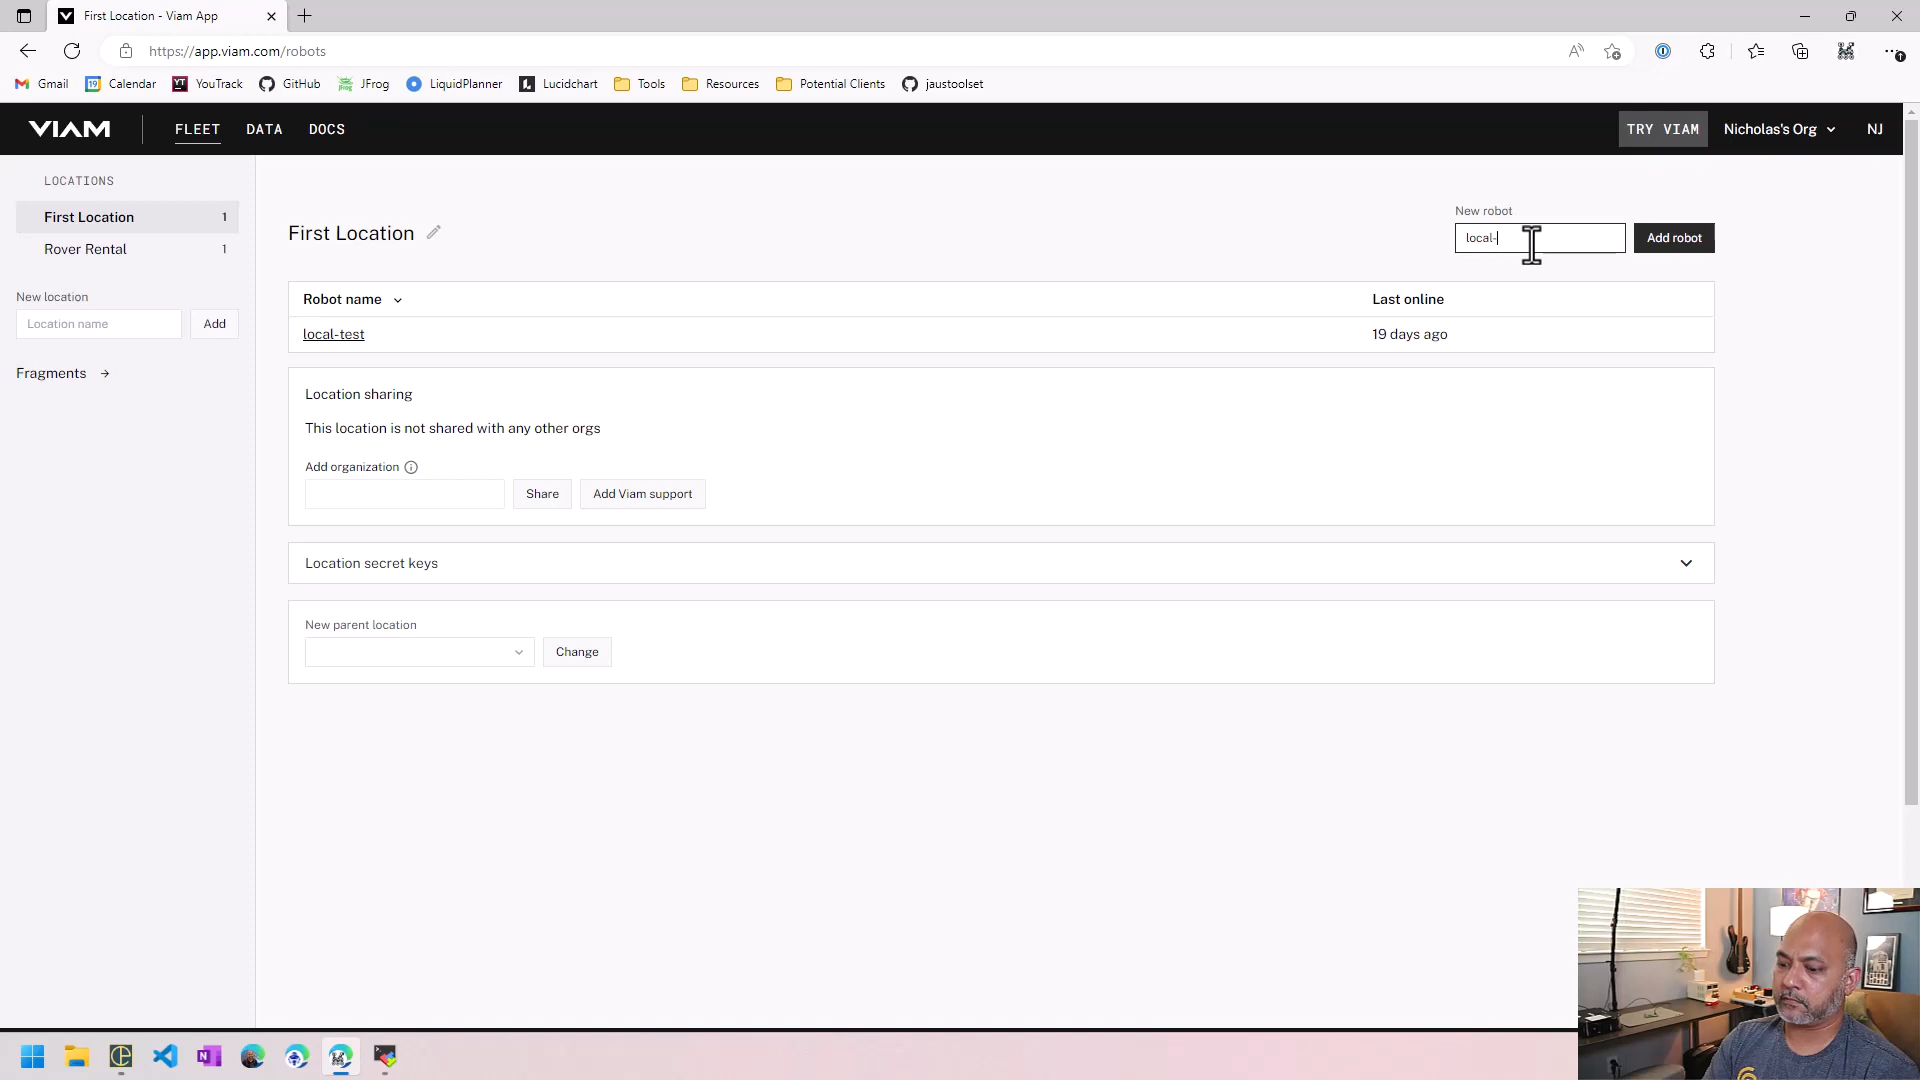 First Location - Viam App
https://app.viam.com/robots
Gmail
19 Calendar
YT YouTrack
GitHub
JFrog
LiquidPlanner
Lucidchart
Tools
Resources
Potential Clients
jaustoolset
VIAM
FLEET
DATA
DOCS
TRY VIAM
Nicholas's Org
NJ
LOCATIONS
First Location 1
Rover Rental 1
New location
Location name
Add
Fragments →
First Location
New robot
local-
Add robot
Robot name
Last online
local-test
19 days ago
Location sharing
This location is not shared with any other orgs
Add organization
Share
Add Viam support
Location secret keys
New parent location
Change